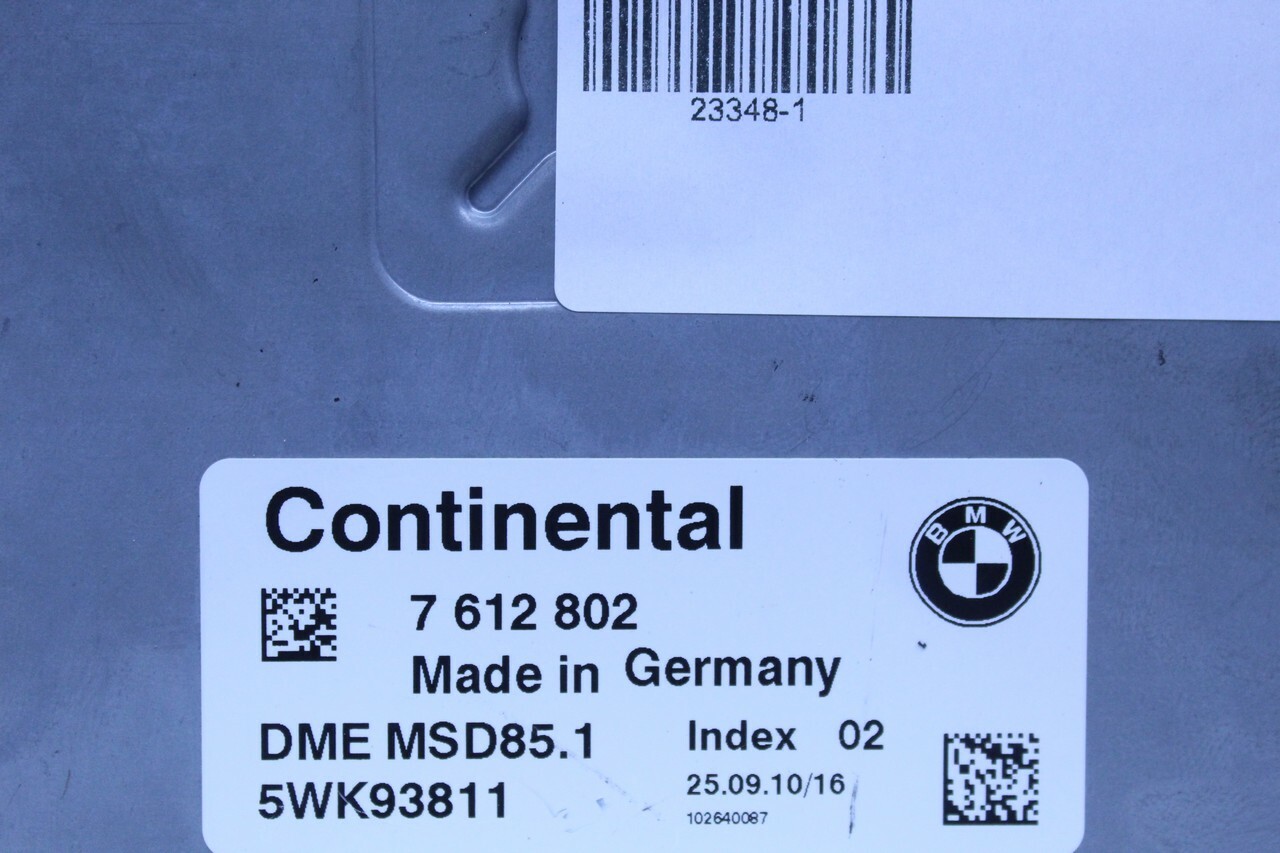 23348-1
Continental
BMW
7 612 802
Made in Germany
DME MSD85.1 Index 02
5WK93811 25.09.10/16
102640087